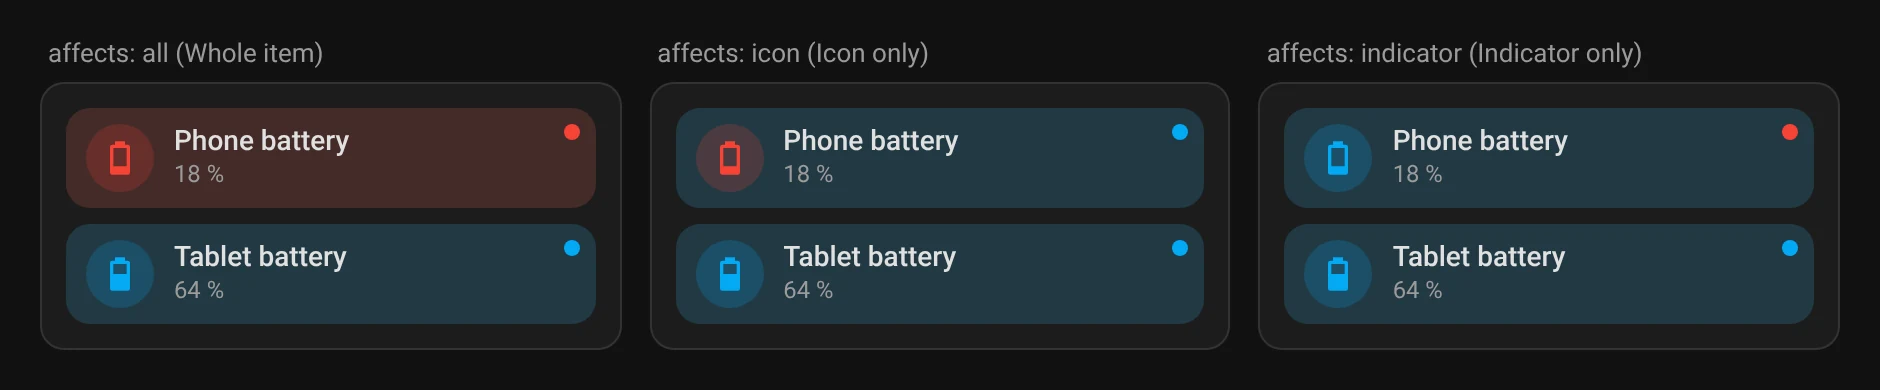 affects: all (Whole item)
Phone battery
18 %
Tablet battery
64 %
affects: icon (Icon only)
Phone battery
18 %
Tablet battery
64 %
affects: indicator (Indicator only)
Phone battery
18 %
Tablet battery
64 %